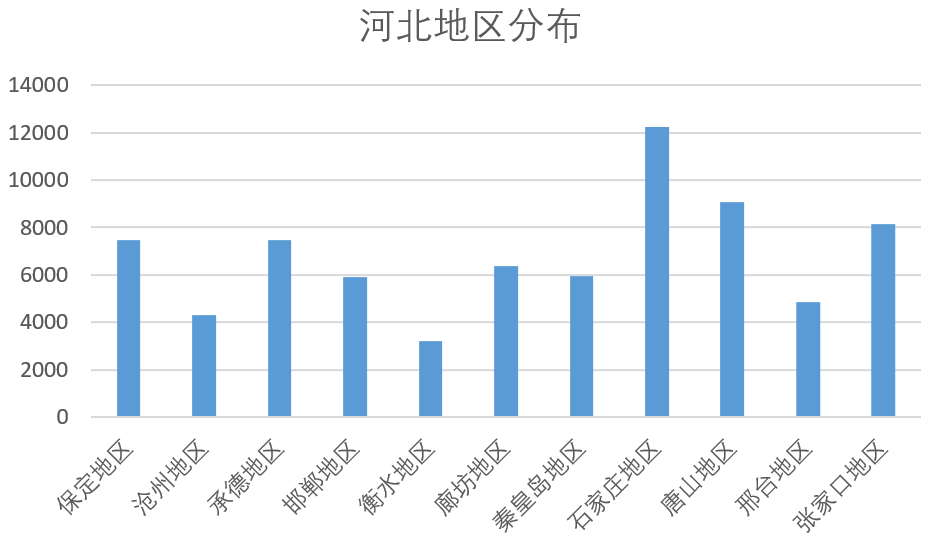 河北地区分布
14000
12000
10000
8000
6000
4000
2000
0
保定地区
沧州地区
承德地区
邯郸地区
衡水地区
廊坊地区
秦皇岛地区
石家庄地区
唐山地区
邢台地区
张家口地区